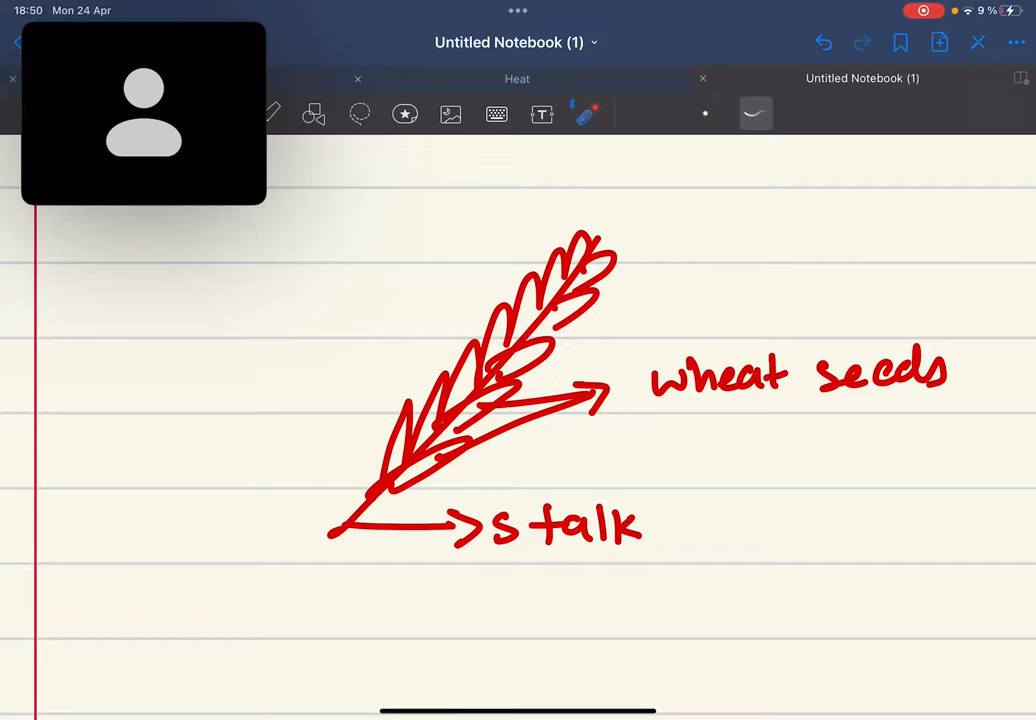 18:50 Mon 24 Apr
9 %
Untitled Notebook (1)
Heat
Untitled Notebook (1)
T
wheat seeds
stalk